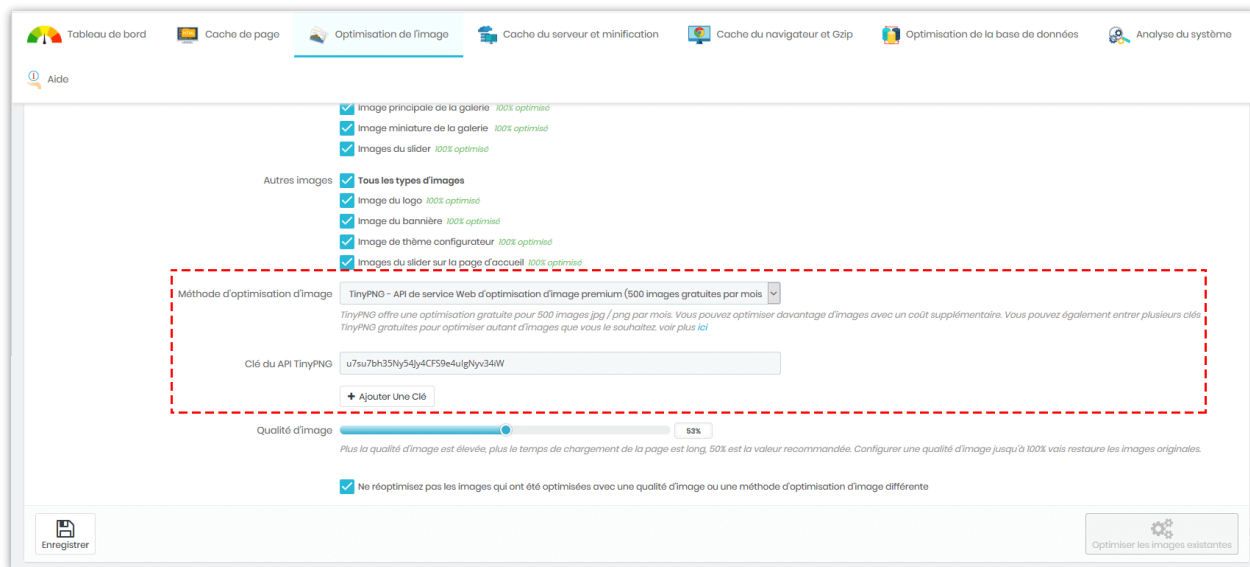 Tableau de bord
Cache de page
Optimisation de l'image
Cache du serveur et minification
Cache du navigateur et Gzip
Optimisation de la base de données
Analyse du système
Aide
Image principale de la galerie 100% optimisé
Image miniature de la galerie 100% optimisé
Images du slider 100% optimisé
Autres images Tous les types d'images
Image du logo 100% optimisé
Image du bannière 100% optimisé
Image de thème configurateur 100% optimisé
Images du slider sur la page d'accueil 100% optimisé
Méthode d'optimisation d'image TinyPNG - API de service Web d'optimisation d'image premium (500 images gratuites par mois
TinyPNG offre une optimisation gratuite pour 500 images jpg / png par mois. Vous pouvez optimiser davantage d'images avec un coût supplémentaire. Vous pouvez également entrer plusieurs clés
TinyPNG gratuites pour optimiser autant d'images que vous le souhaitez. voir plus ici
Clé du API TinyPNG u7su7bh35Ny54Jy4CFS9e4uIgNyv34iW
+ Ajouter Une Clé
Qualité d'image 53%
Plus la qualité d'image est élevée, plus le temps de chargement de la page est long, 50% est la valeur recommandée. Configurer une qualité d'image jusqu'à 100% vais restaure les images originales.
Ne réoptimisez pas les images qui ont été optimisées avec une qualité d'image ou une méthode d'optimisation d'image différente
Enregistrer
Optimiser les images existantes